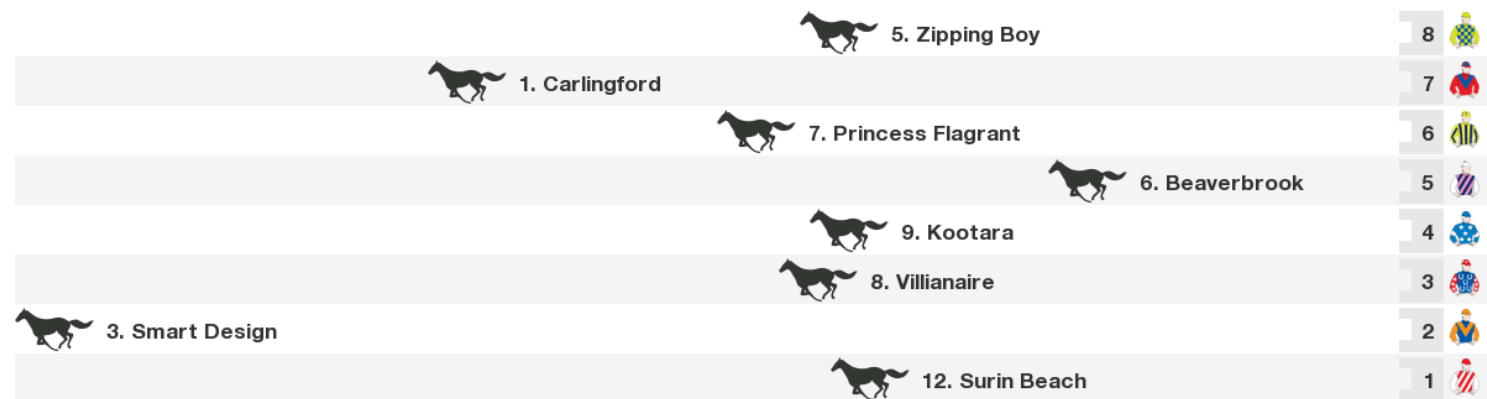 5. Zipping Boy 8
1. Carlingford 7
7. Princess Flagrant 6
6. Beaverbrook 5
9. Kootara 4
8. Villianaire 3
3. Smart Design 2
12. Surin Beach 1